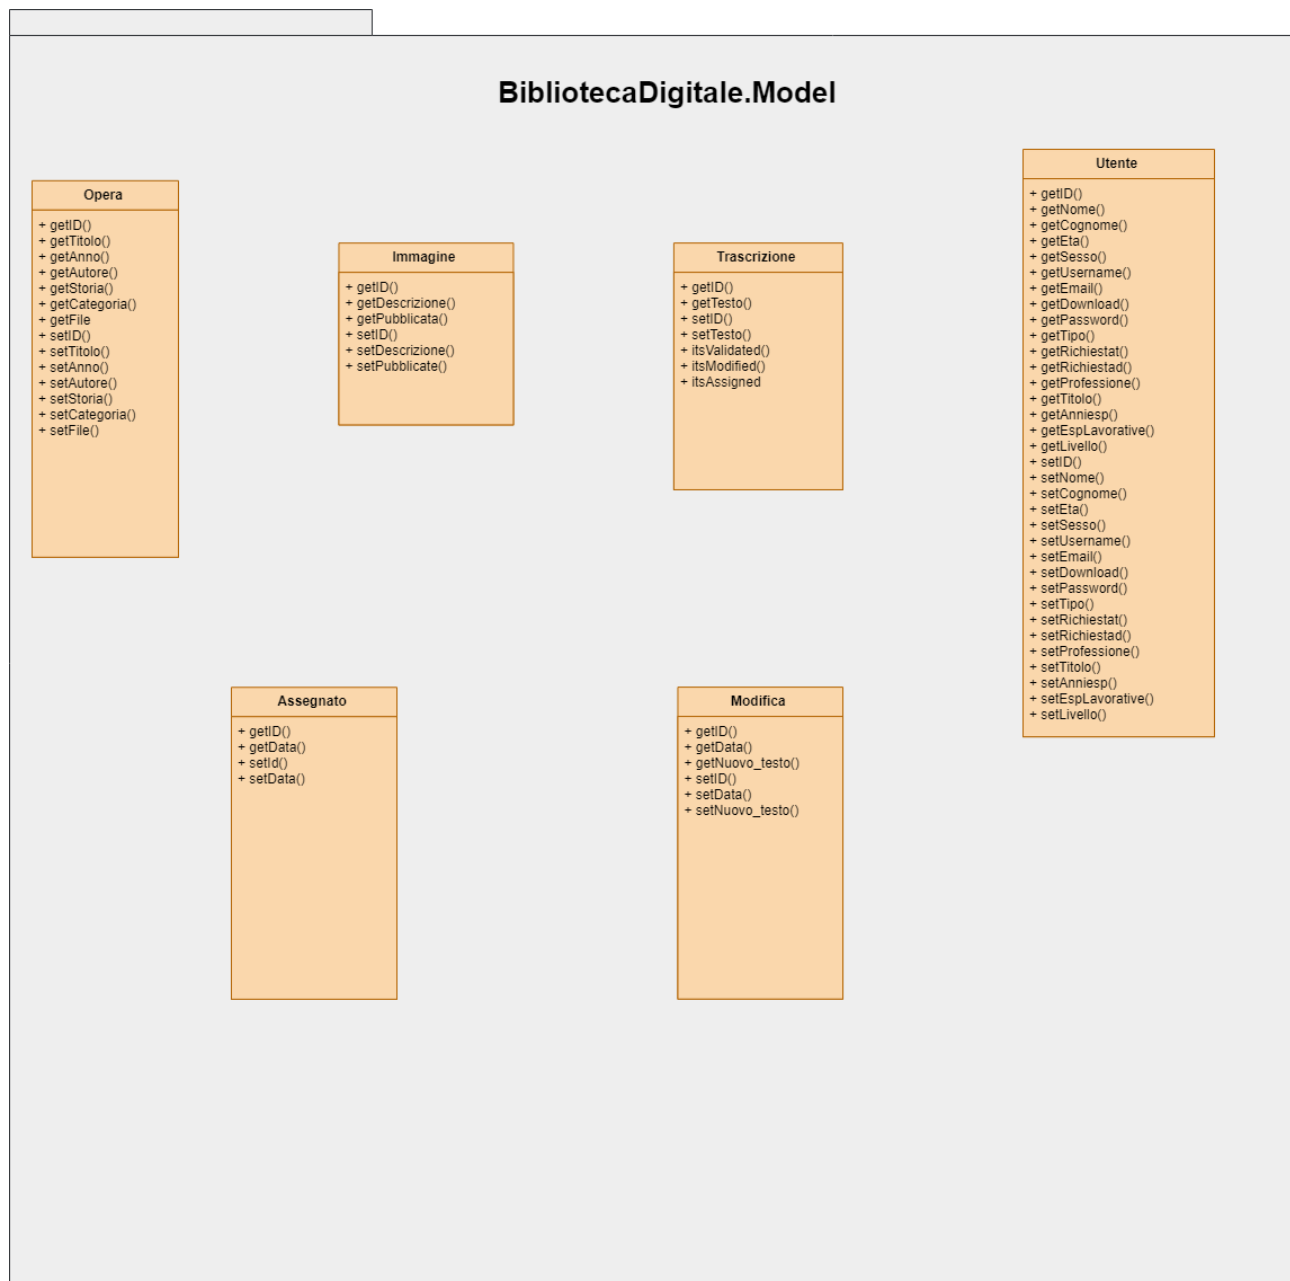 BibliotecaDigitale.Model
Opera
+ getID()
+ getTitolo()
+ getAnno()
+ getAutore()
+ getStoria()
+ getCategoria()
+ getFile
+ setID()
+ setTitolo()
+ setAnno()
+ setAutore()
+ setStoria()
+ setCategoria()
+ setFile()
Immagine
+ getID()
+ getDescrizione()
+ getPubblicata()
+ setID()
+ setDescrizione()
+ setPubblicate()
Trascrizione
+ getID()
+ getTesto()
+ setID()
+ setTesto()
+ itsValidated()
+ itsModified()
+ itsAssigned
Utente
+ getID()
+ getNome()
+ getCognome()
+ getEta()
+ getSesso()
+ getUsername()
+ getEmail()
+ getDownload()
+ getPassword()
+ getTipo()
+ getRichiestat()
+ getRichiestad()
+ getProfessione()
+ getTitolo()
+ getAnniesp()
+ getEspLavorative()
+ getLivello()
+ setID()
+ setNome()
+ setCognome()
+ setEta()
+ setSesso()
+ setUsername()
+ setEmail()
+ setDownload()
+ setPassword()
+ setTipo()
+ setRichiestat()
+ setRichiestad()
+ setProfessione()
+ setTitolo()
+ setAnniesp()
+ setEspLavorative()
+ setLivello()
Assegnato
+ getID()
+ getData()
+ setId()
+ setData()
Modifica
+ getID()
+ getData()
+ getNuovo_testo()
+ setID()
+ setData()
+ setNuovo_testo()